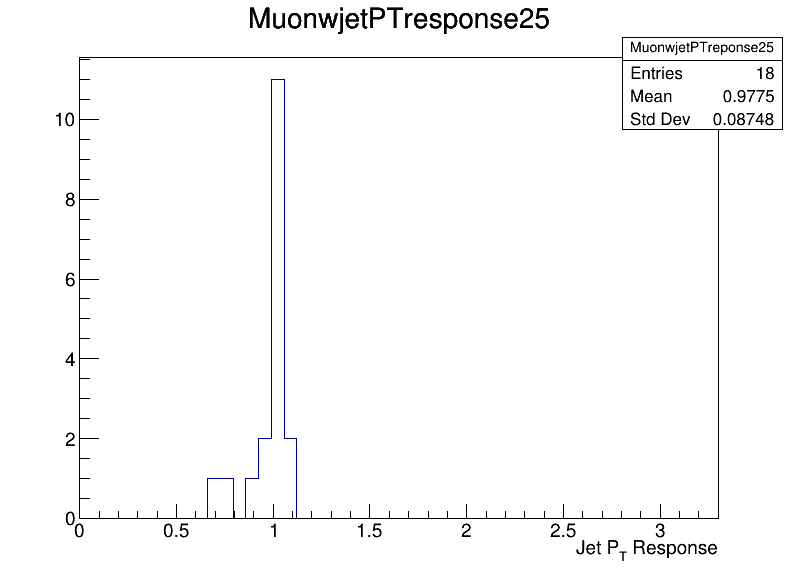 MuonwjetPTresponse25
MuonwjetPTreponse25
Entries 18
Mean 0.9775
Std Dev 0.08748
10
8
6
4
2
0
0 0.5 1 1.5 2 2.5 3
Jet PT Response